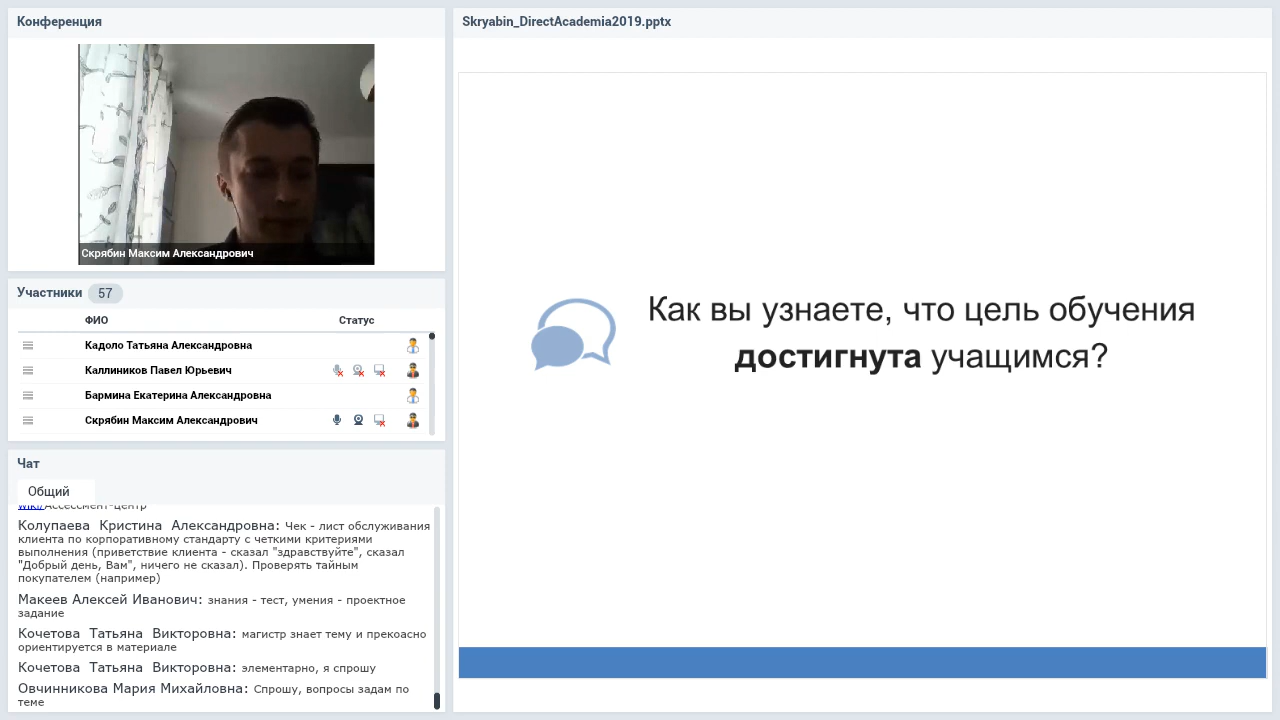 Конференция
Скрябин Максим Александрович
Участники 57
ФИО Статус
Кадоло Татьяна Александровна
Каллиников Павел Юрьевич
Бармина Екатерина Александровна
Скрябин Максим Александрович
Чат
Общий
Wiki/Ассессмент-центр
Колупаева Кристина Александровна: Чек - лист обслуживания
клиента по корпоративному стандарту с четкими критериями
выполнения (приветствие клиента - сказал "здравствуйте", сказал
"Добрый день, Вам", ничего не сказал). Проверять тайным
покупателем (например)
Макеев Алексей Иванович: знания - тест, умения - проектное
задание
Кочетова Татьяна Викторовна: магистр знает тему и прекоасно
ориентируется в материале
Кочетова Татьяна Викторовна: элементарно, я спрошу
Овчинникова Мария Михайловна: Спрошу, вопросы задам по
теме
Skryabin_DirectAcademia2019.pptx
Как вы узнаете, что цель обучения
достигнута учащимся?